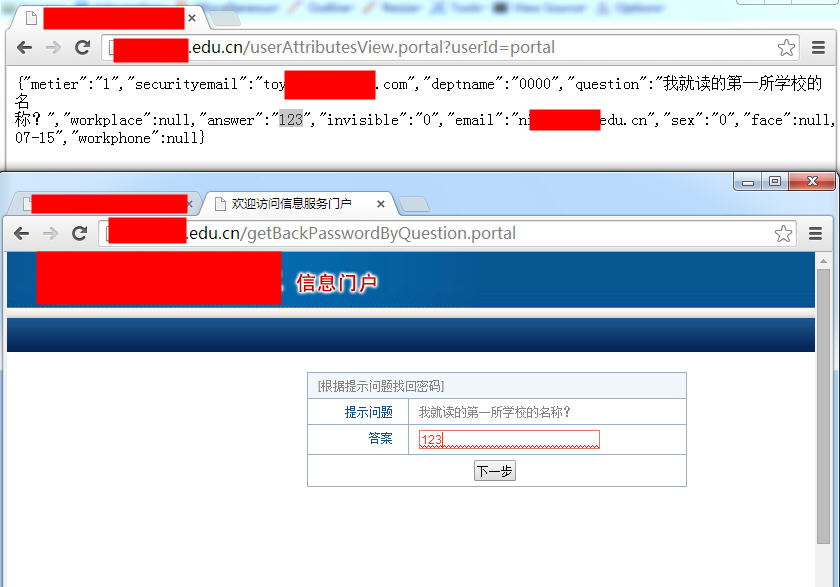 .edu.cn/userAttributesView.portal?userId=portal
{"metier":"1","securityemail":"toy .com","deptname":"0000","question":"我就读的第一所学校的
名
称？","workplace":null,"answer":"123","invisible":"0","email":"n edu.cn","sex":"0","face":null,
07-15","workphone":null}
欢迎访问信息服务门户
.edu.cn/getBackPasswordByQuestion.portal
信息门户
[根据提示问题找回密码]
提示问题 我就读的第一所学校的名称？
答案 123
下一步